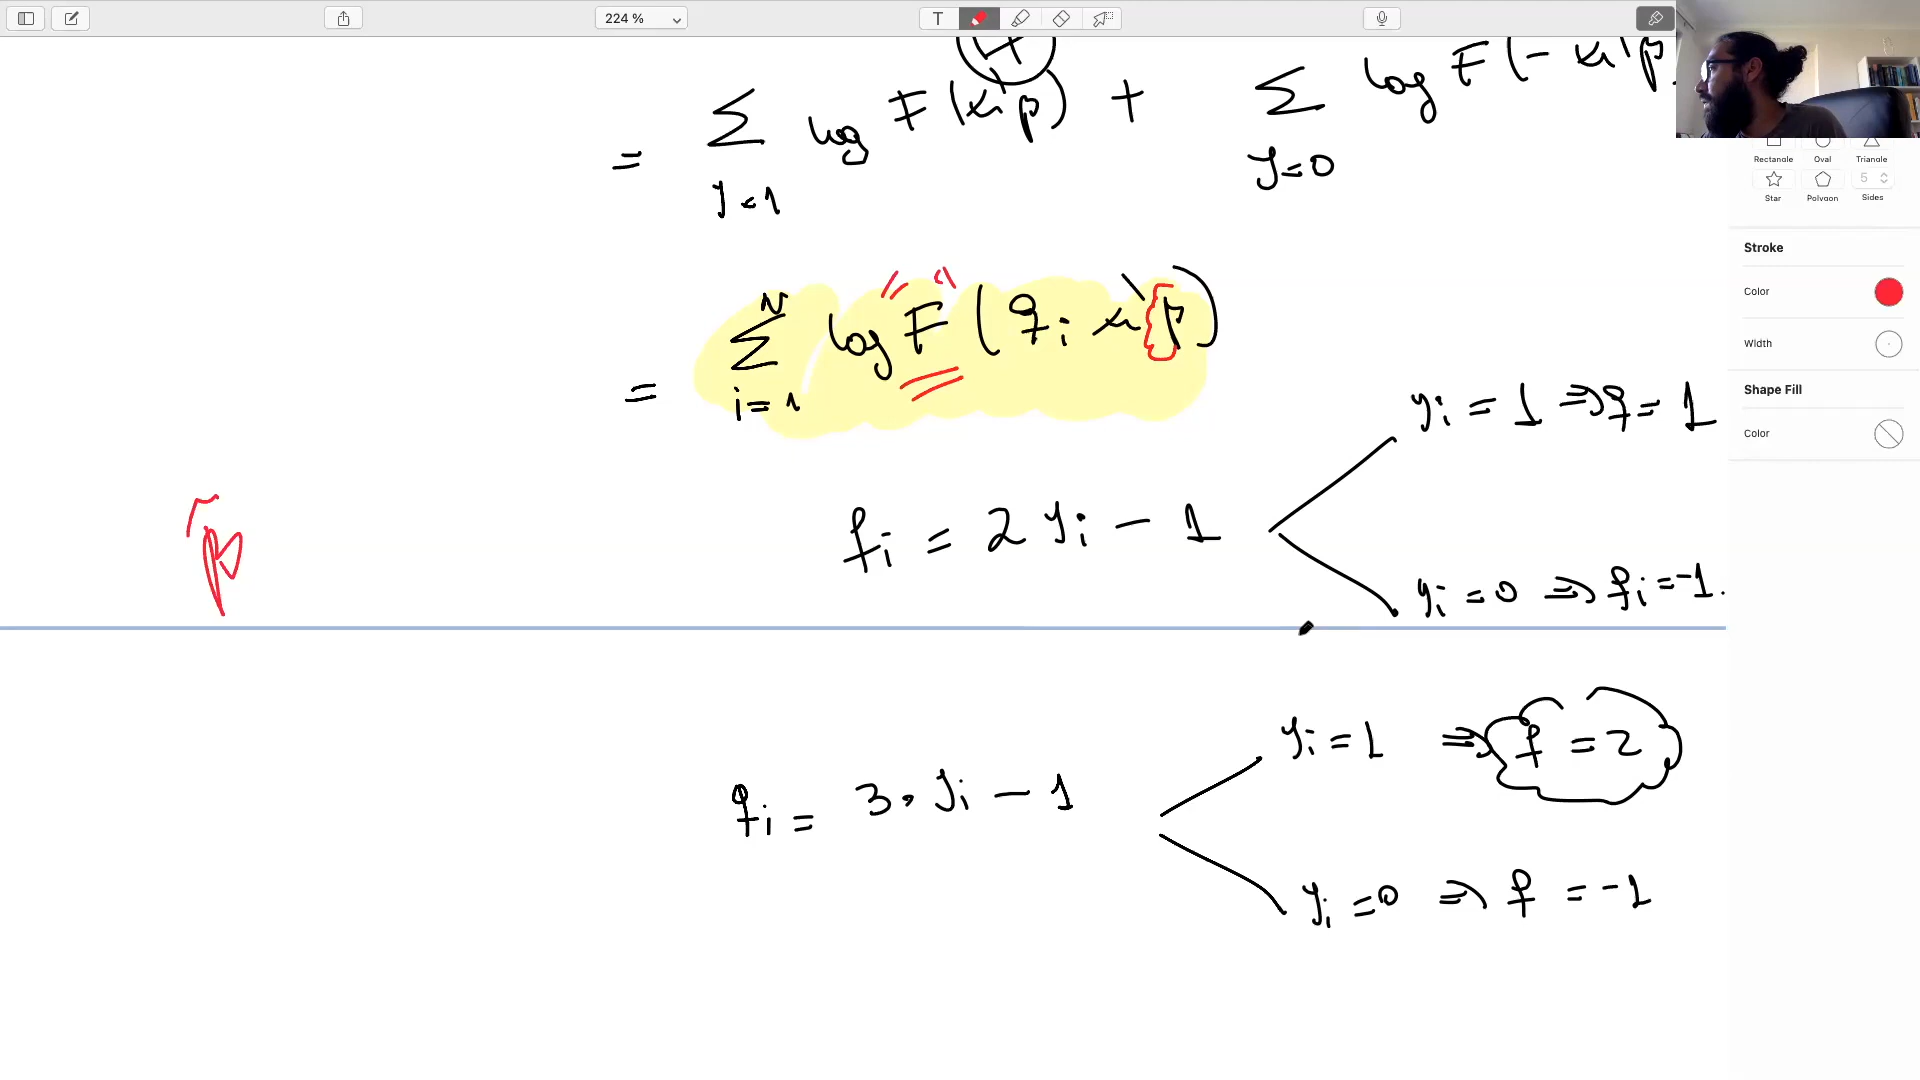 224 %
T
= Σ log F(xi'β) + Σ log F(-xi'β
y=1 y=0
Rectangle Oval Triangle
5
Star Polygon Sides
Stroke
Color
Width
Shape Fill
Color
= Σ log F(qi xi'β)
N
i=1
yi = 1 ⇒ q = 1
qi = 2yi - 1
yi = 0 ⇒ qi = -1.
β
yi = 1 ⇒ q = 2
qi = 3·yi - 1
yi = 0 ⇒ q = -1